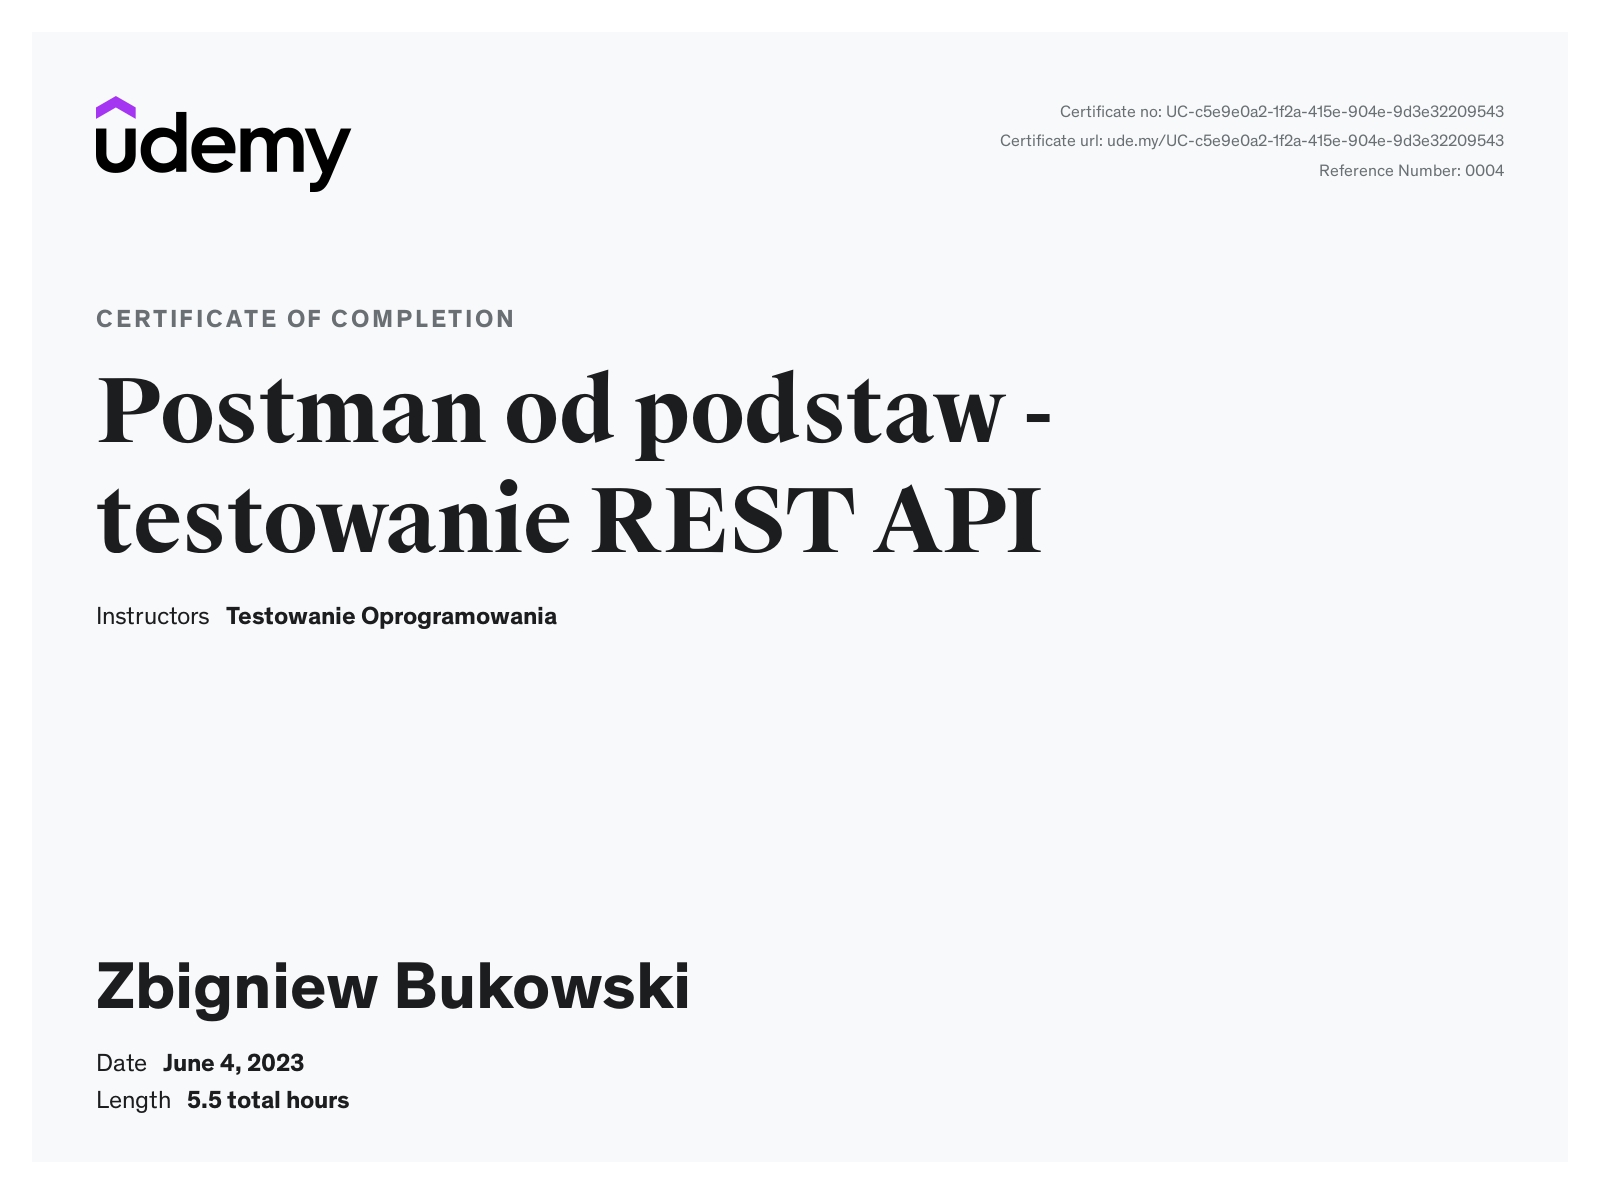 udemy
Certificate no: UC-c5e9e0a2-1f2a-415e-904e-9d3e32209543
Certificate url: ude.my/UC-c5e9e0a2-1f2a-415e-904e-9d3e32209543
Reference Number: 0004
CERTIFICATE OF COMPLETION
Postman od podstaw -
testowanie REST API
Instructors Testowanie Oprogramowania
Zbigniew Bukowski
Date June 4, 2023
Length 5.5 total hours